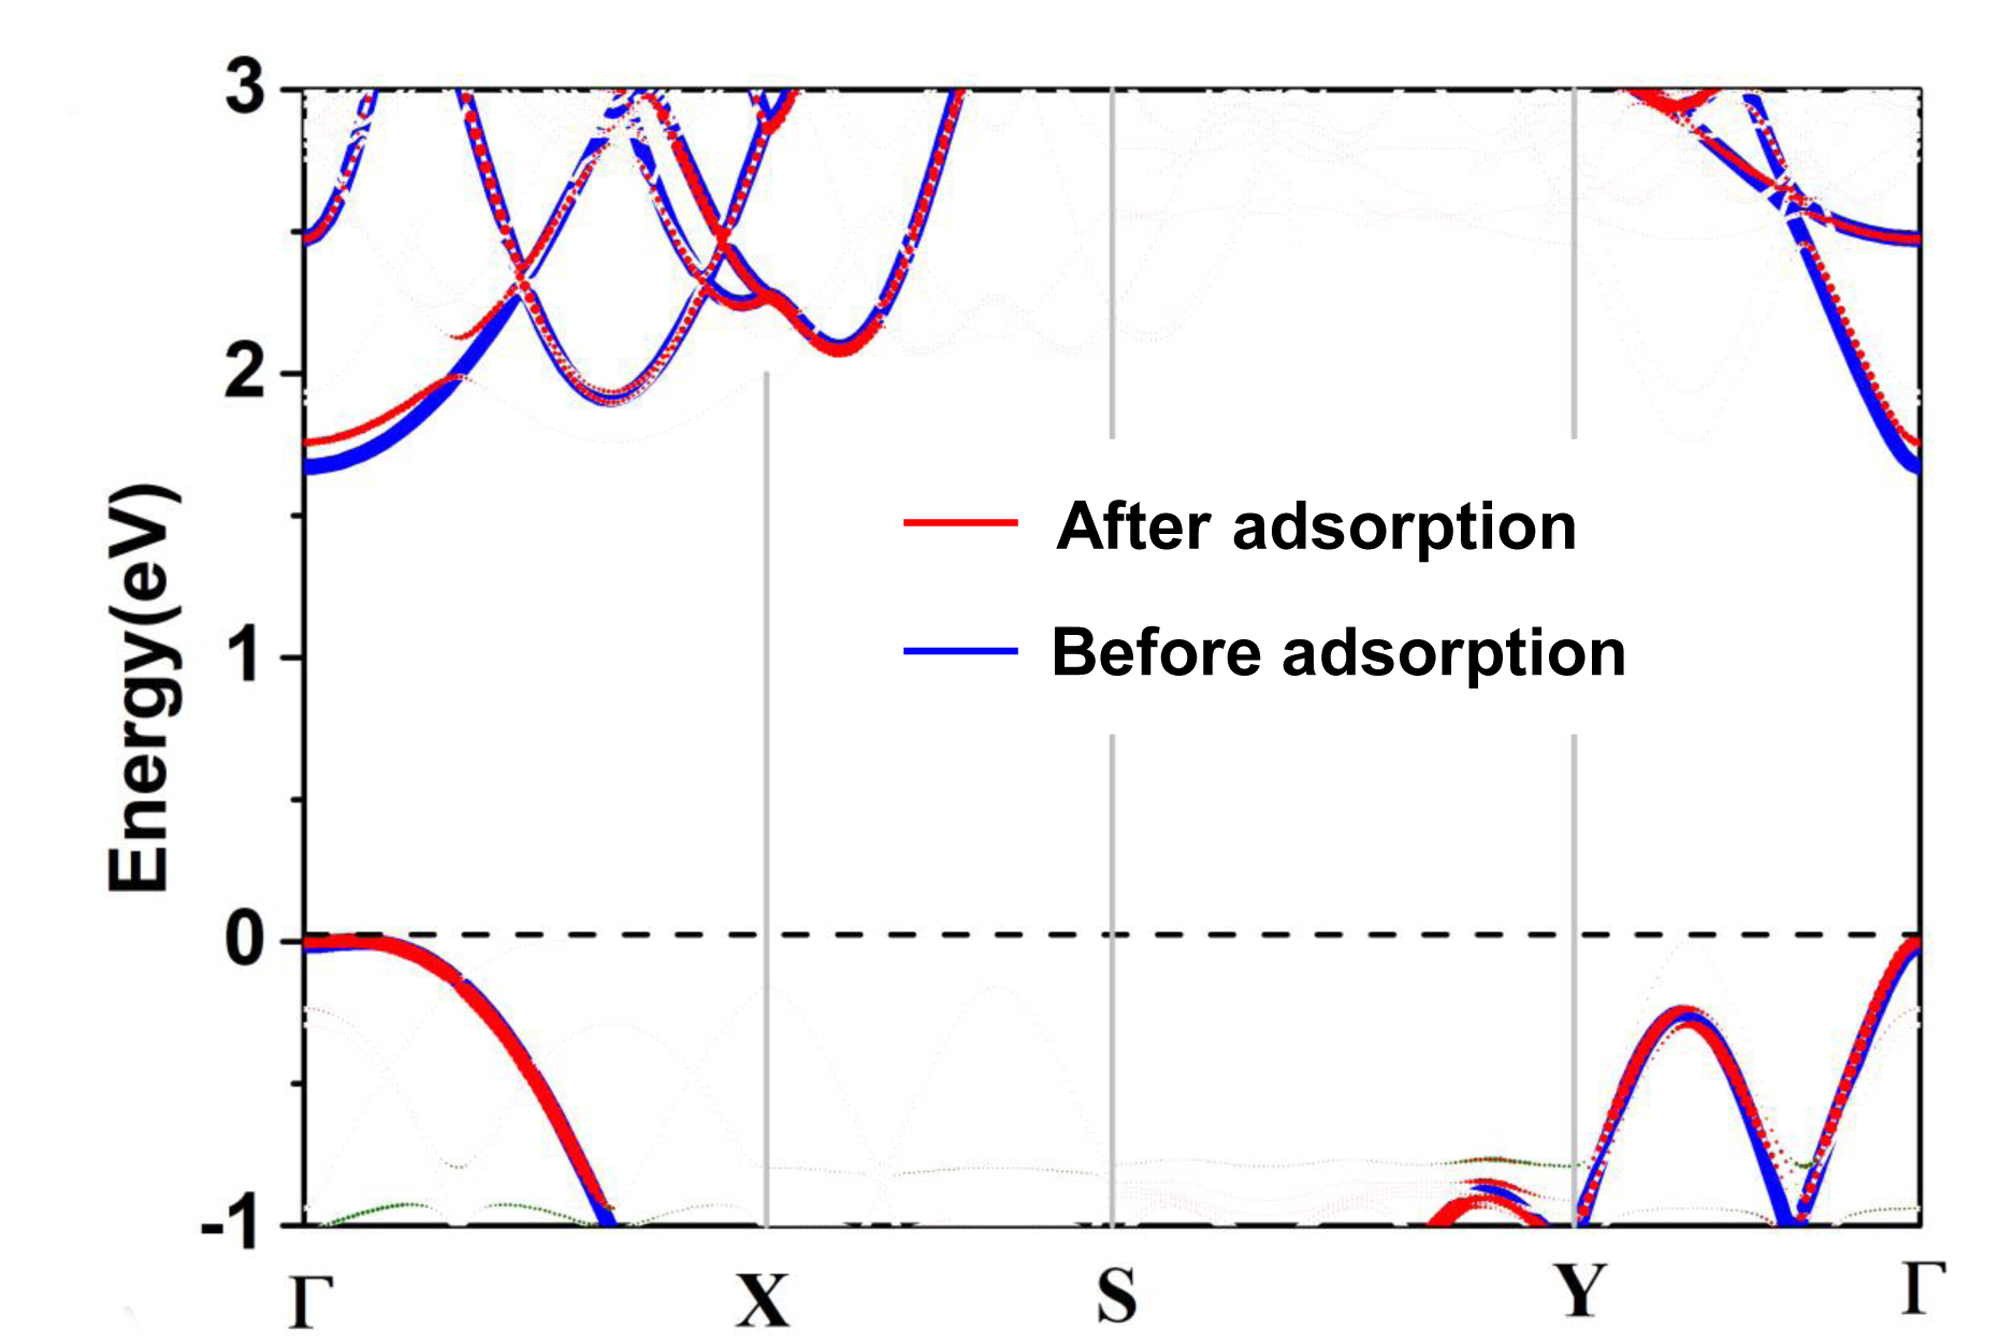 3
2
1
0
-1
Energy(eV)
After adsorption
Before adsorption
Γ X S Y Γ